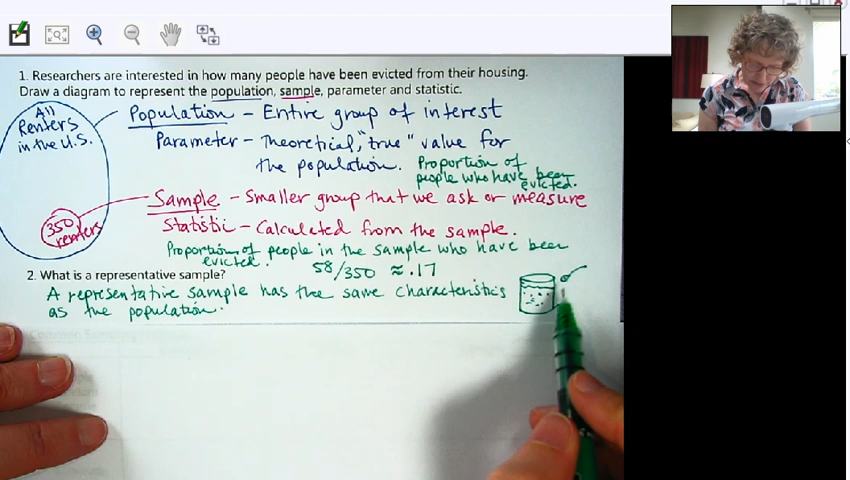 1. Researchers are interested in how many people have been evicted from their housing.
Draw a diagram to represent the population, sample, parameter and statistic.
All
Renters
in the U.S.
Population - Entire group of interest
Parameter - Theoretical, "true" value for
the population. Proportion of
people who have been
evicted.
350
renters
Sample - Smaller group that we ask or measure
Statistic - Calculated from the sample.
Proportion of people in the sample who have been
evicted. 58/350 ≈ .17
2. What is a representative sample?
A representative sample has the same characteristics
as the population.